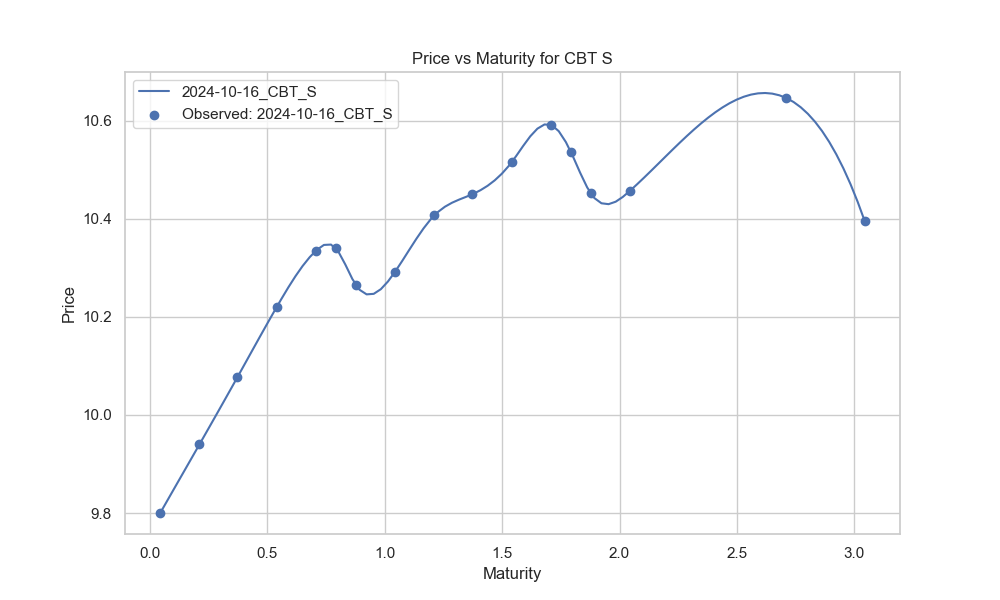 Price vs Maturity for CBT S
2024-10-16_CBT_S
Observed: 2024-10-16_CBT_S
Price
10.6
10.4
10.2
10.0
9.8
0.0 0.5 1.0 1.5 2.0 2.5 3.0
Maturity